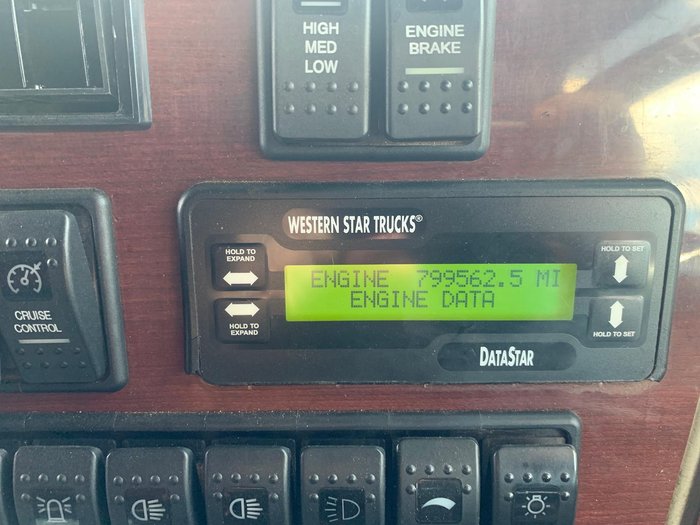 HIGH
MED
LOW
ENGINE
BRAKE
WESTERN STAR TRUCKS®
HOLD TO
EXPAND
HOLD TO SET
ENGINE 799562.5 MI
ENGINE DATA
HOLD TO
EXPAND
HOLD TO SET
DATASTAR
CRUISE
CONTROL